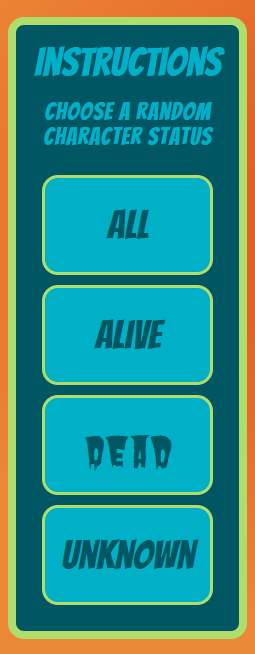 INSTRUCTIONS
CHOOSE A RANDOM
CHARACTER STATUS
ALL
ALIVE
DEAD
UNKNOWN